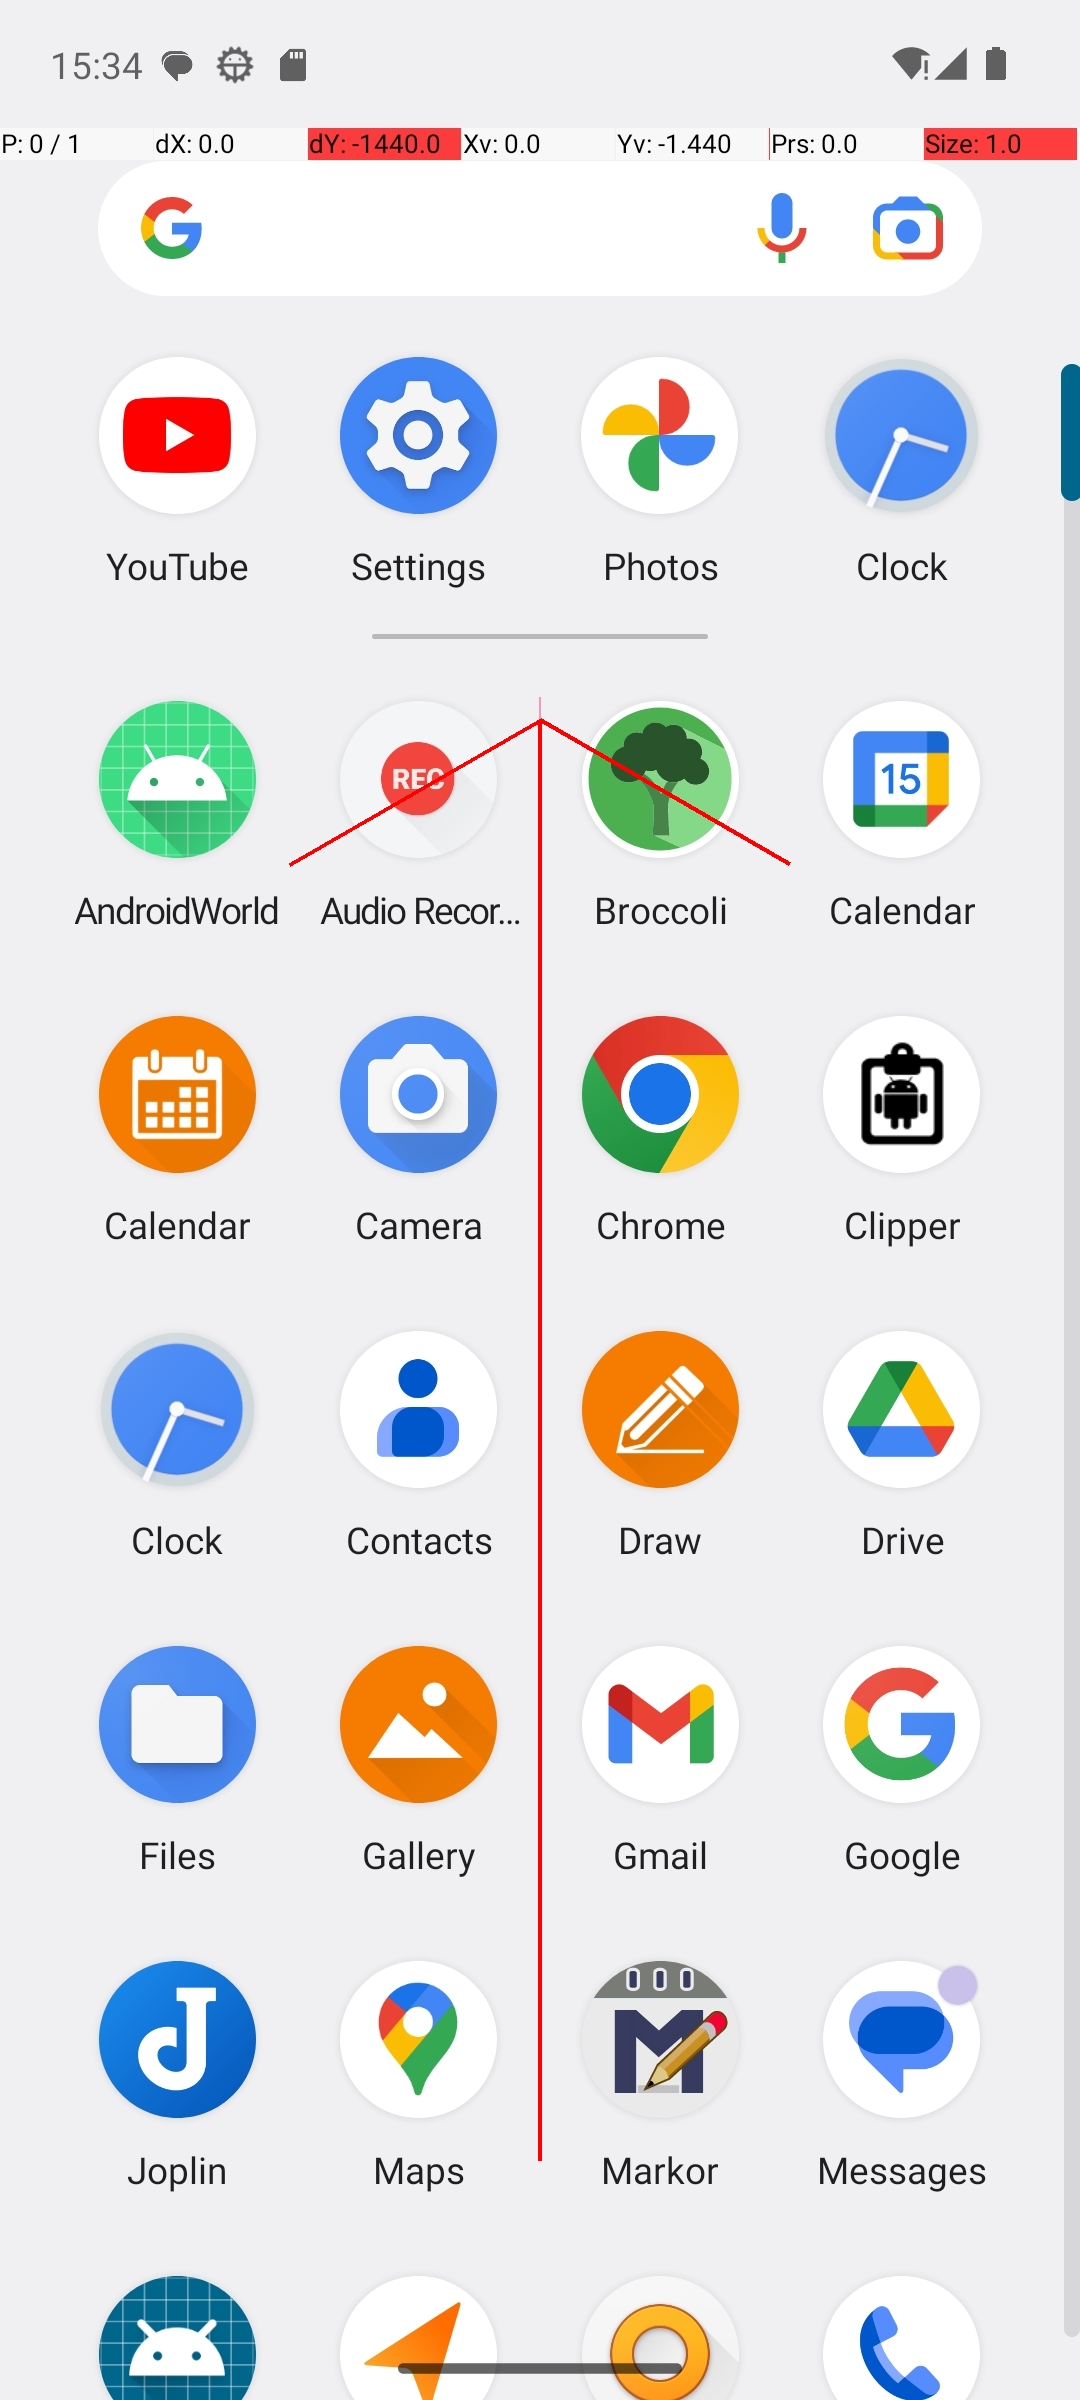 15:34
P: 0 / 1 dX: 0.0 dY: -1440.0 Xv: 0.0 Yv: -1.440 Prs: 0.0 Size: 1.0
YouTube Settings Photos Clock
REC 15
AndroidWorld Audio Recor... Broccoli Calendar
Calendar Camera Chrome Clipper
Clock Contacts Draw Drive
Files Gallery Gmail Google
Joplin Maps Markor Messages